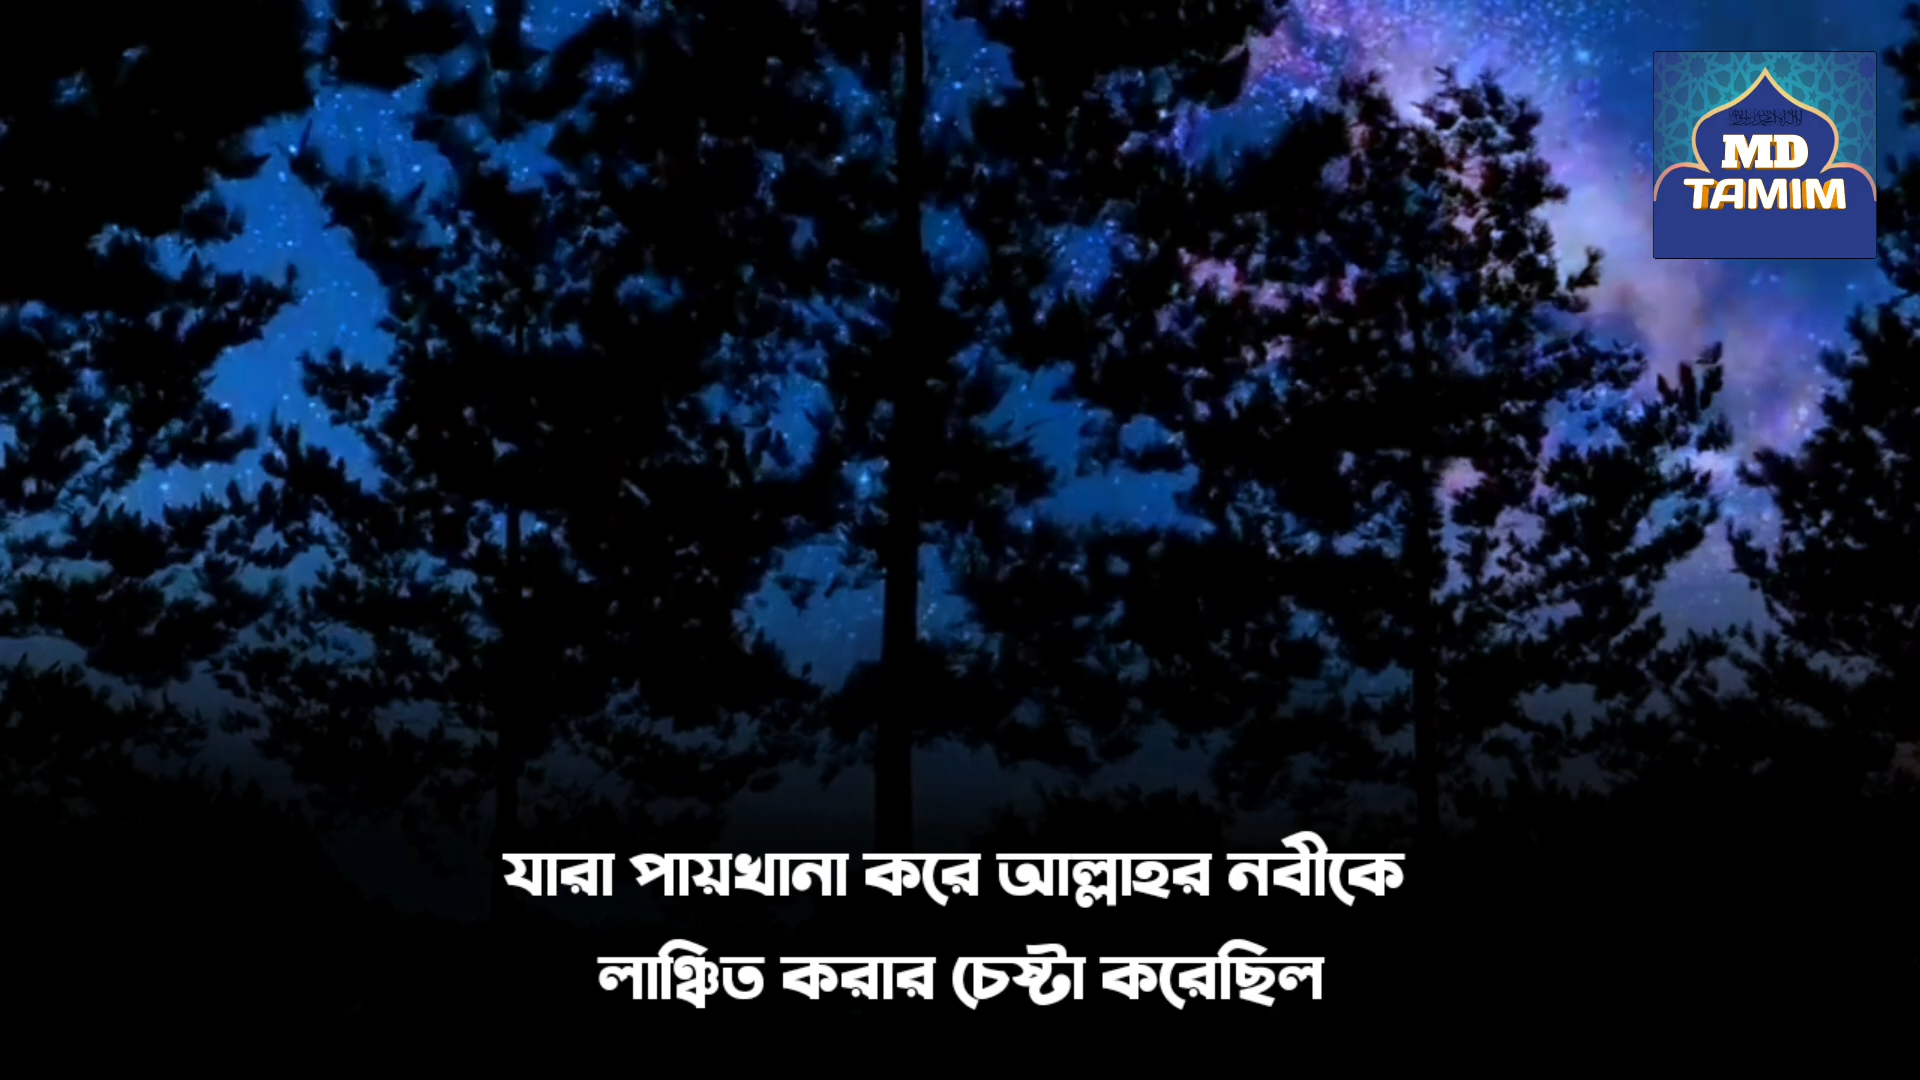 MD
TAMIM
যারা পায়খানা করে আল্লাহর নবীকে
লাঞ্চিত করার চেষ্টা করেছিল